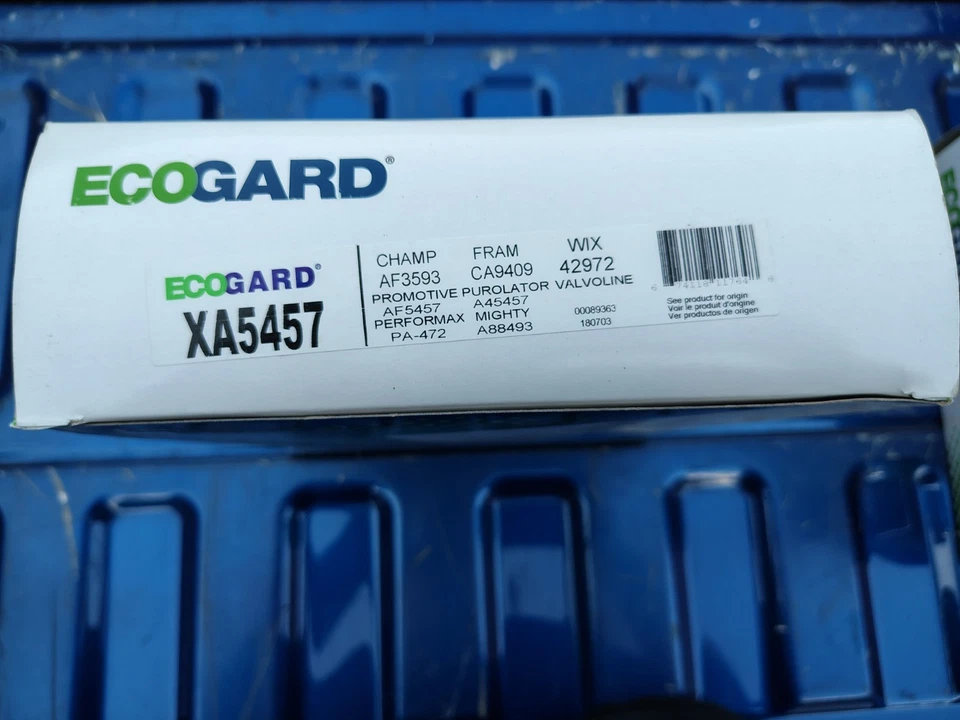 ECOGARD®
ECOGARD®
XA5457
CHAMP FRAM WIX
AF3593 CA9409 42972
PROMOTIVE PUROLATOR VALVOLINE
AF5457 A45457 00089363
PERFORMAX MIGHTY 180703
PA-472 A88493
See product for origin
Voir le produit d'origine
Ver productos de origen